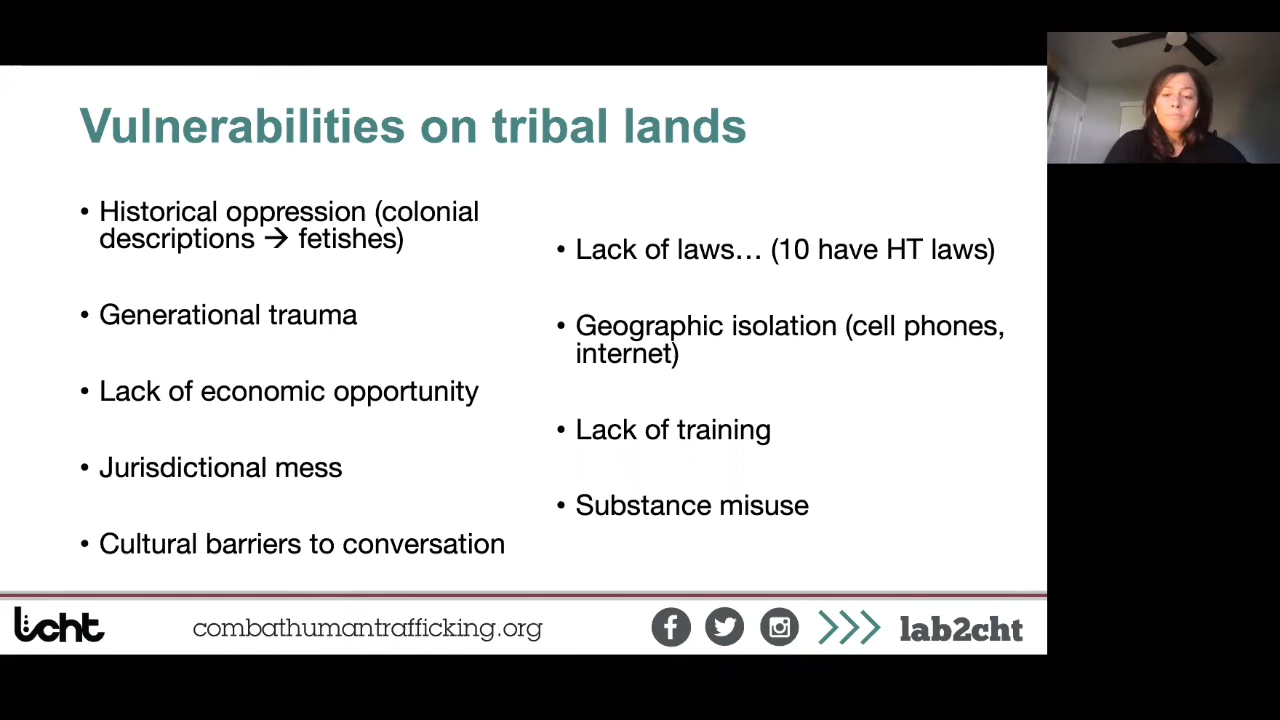 Vulnerabilities on tribal lands
• Historical oppression (colonial
descriptions → fetishes)
• Generational trauma
• Lack of economic opportunity
• Jurisdictional mess
• Cultural barriers to conversation
• Lack of laws… (10 have HT laws)
• Geographic isolation (cell phones,
internet)
• Lack of training
• Substance misuse
lcht
combathumantrafficking.org
lab2cht